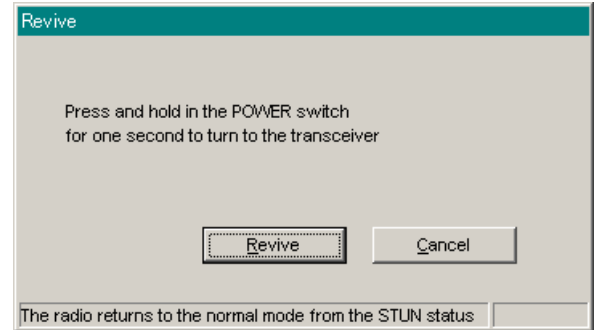 Revive
Press and hold in the POWER switch
for one second to turn to the transceiver
Revive
Cancel
The radio returns to the normal mode from the STUN status